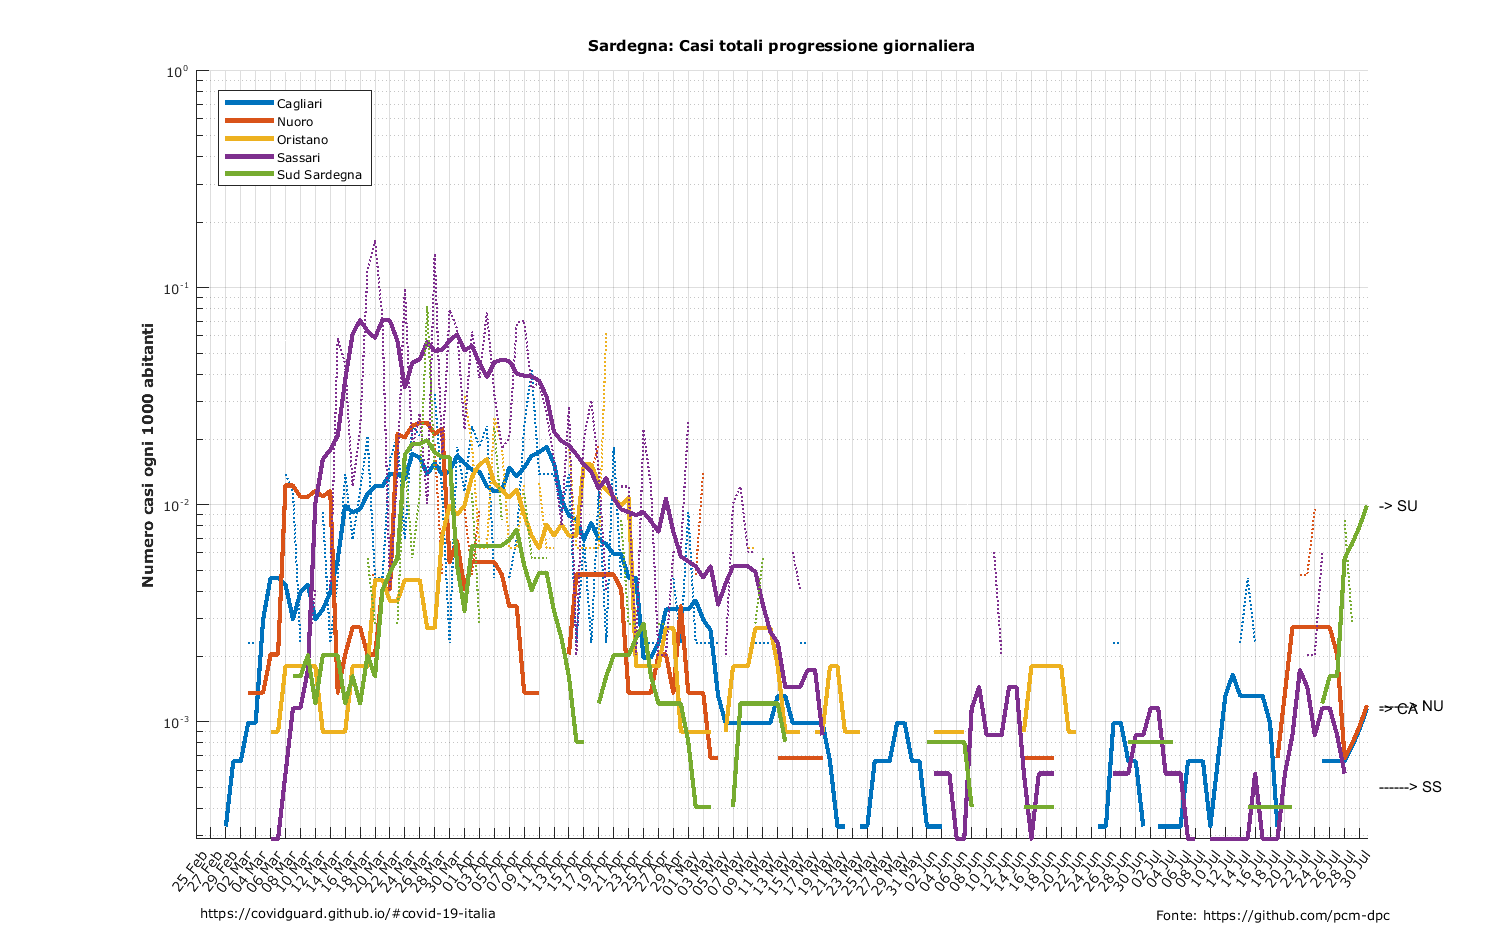 Sardegna: Casi totali progressione giornaliera
10^0
10^-1
10^-2
10^-3
Numero casi ogni 1000 abitanti
Cagliari
Nuoro
Oristano
Sassari
Sud Sardegna
-> SU
-----> NU
-> CA
------> SS
25 Feb
27 Feb
29 Feb
02 Mar
04 Mar
06 Mar
08 Mar
10 Mar
12 Mar
14 Mar
16 Mar
18 Mar
20 Mar
22 Mar
24 Mar
26 Mar
28 Mar
30 Mar
01 Apr
03 Apr
05 Apr
07 Apr
09 Apr
11 Apr
13 Apr
15 Apr
17 Apr
19 Apr
21 Apr
23 Apr
25 Apr
27 Apr
29 Apr
01 May
03 May
05 May
07 May
09 May
11 May
13 May
15 May
17 May
19 May
21 May
23 May
25 May
27 May
29 May
31 May
02 Jun
04 Jun
06 Jun
08 Jun
10 Jun
12 Jun
14 Jun
16 Jun
18 Jun
20 Jun
22 Jun
24 Jun
26 Jun
28 Jun
30 Jun
02 Jul
04 Jul
06 Jul
08 Jul
10 Jul
12 Jul
14 Jul
16 Jul
18 Jul
20 Jul
22 Jul
24 Jul
26 Jul
28 Jul
30 Jul
https://covidguard.github.io/#covid-19-italia
Fonte: https://github.com/pcm-dpc